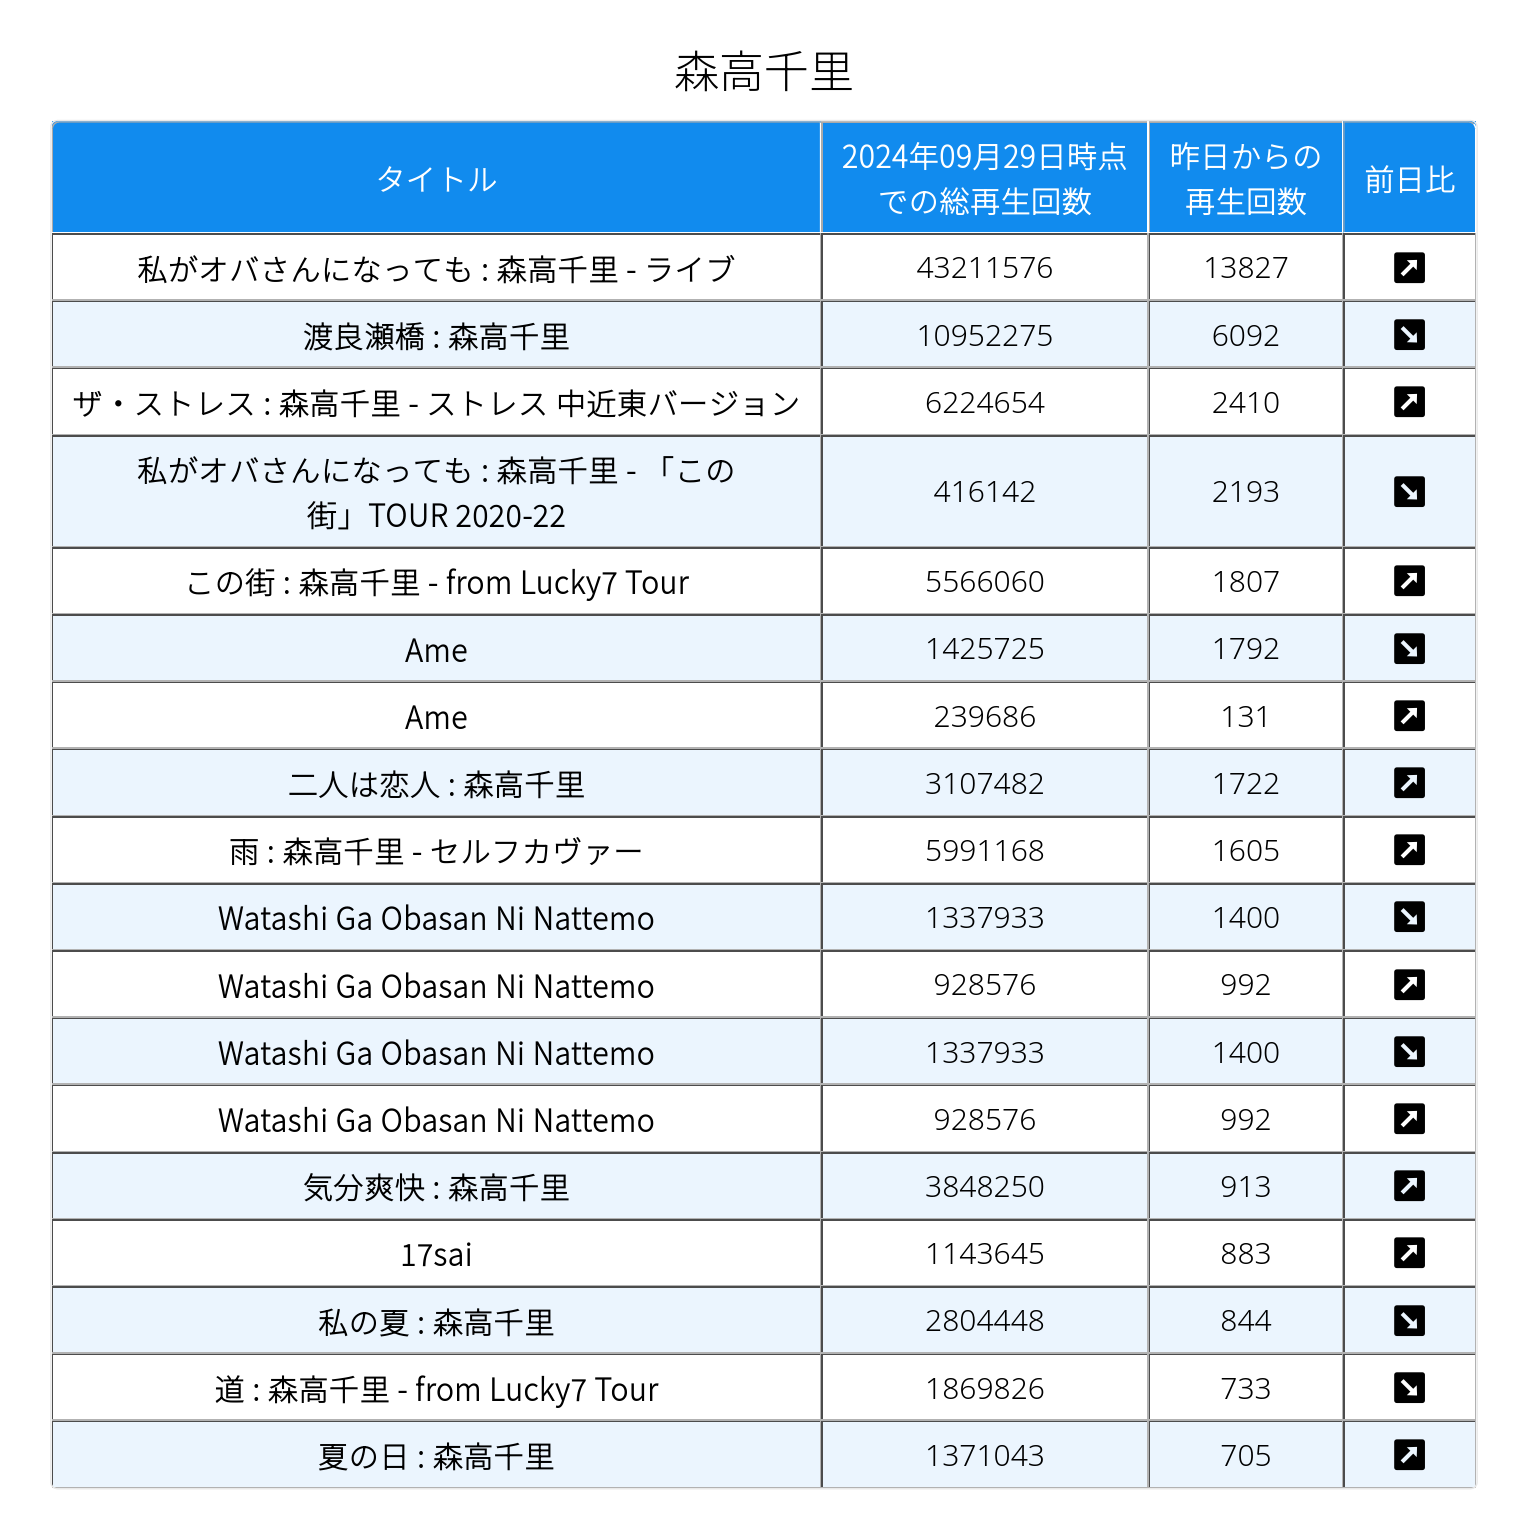 森高千里
タイトル
2024年09月29日時点
での総再生回数
昨日からの
再生回数
前日比
私がオバさんになっても : 森高千里 - ライブ 43211576 13827
渡良瀬橋 : 森高千里 10952275 6092
ザ・ストレス : 森高千里 - ストレス 中近東バージョン 6224654 2410
私がオバさんになっても : 森高千里 - 「この
街」TOUR 2020-22 416142 2193
この街 : 森高千里 - from Lucky7 Tour 5566060 1807
Ame 1425725 1792
Ame 239686 131
二人は恋人 : 森高千里 3107482 1722
雨 : 森高千里 - セルフカヴァー 5991168 1605
Watashi Ga Obasan Ni Nattemo 1337933 1400
Watashi Ga Obasan Ni Nattemo 928576 992
Watashi Ga Obasan Ni Nattemo 1337933 1400
Watashi Ga Obasan Ni Nattemo 928576 992
気分爽快 : 森高千里 3848250 913
17sai 1143645 883
私の夏 : 森高千里 2804448 844
道 : 森高千里 - from Lucky7 Tour 1869826 733
夏の日 : 森高千里 1371043 705